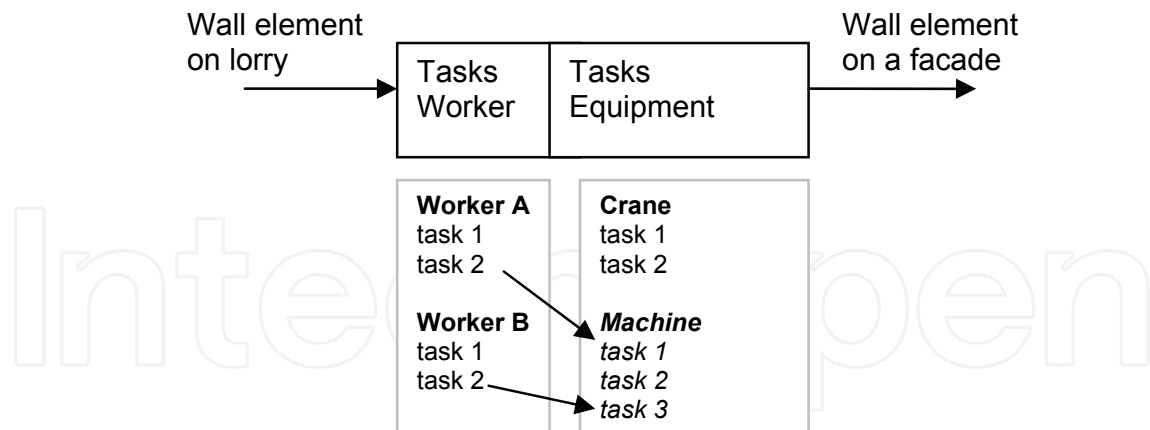 Wall element
on lorry
Wall element
on a facade
Tasks
Worker
Tasks
Equipment
Worker A
task 1
task 2
Worker B
task 1
task 2
Crane
task 1
task 2
Machine
task 1
task 2
task 3